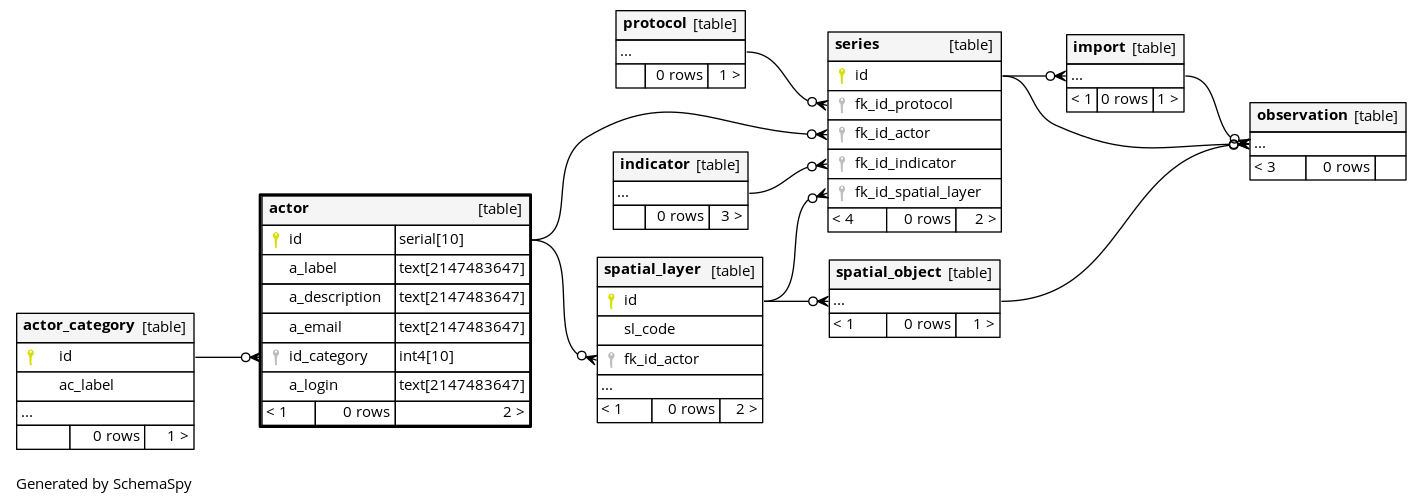 protocol [table]
...
0 rows 1 >
series [table]
id
fk_id_protocol
fk_id_actor
fk_id_indicator
fk_id_spatial_layer
< 4 0 rows 2 >
import [table]
...
< 1 0 rows 1 >
observation [table]
...
< 3 0 rows
indicator [table]
...
0 rows 3 >
actor [table]
id serial[10]
a_label text[2147483647]
a_description text[2147483647]
a_email text[2147483647]
id_category int4[10]
a_login text[2147483647]
< 1 0 rows 2 >
spatial_layer [table]
id
sl_code
fk_id_actor
...
< 1 0 rows 2 >
spatial_object [table]
...
< 1 0 rows 1 >
actor_category [table]
id
ac_label
...
0 rows 1 >
Generated by SchemaSpy